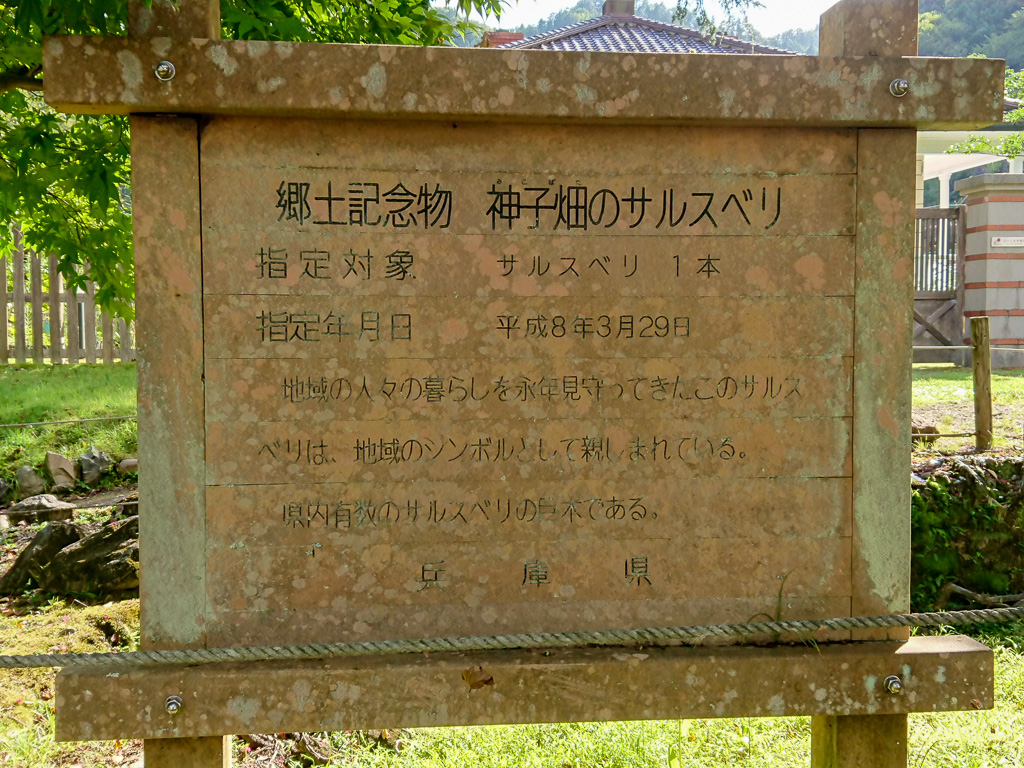 郷土記念物 神子畑のサルスベリ
指定対象 サルスベリ 1本
指定年月日 平成8年3月29日
地域の人々の暮らしを永年見守ってきたこのサルス
ベリは、地域のシンボルとして親しまれている。
県内有数のサルスベリの巨木である。
兵庫県